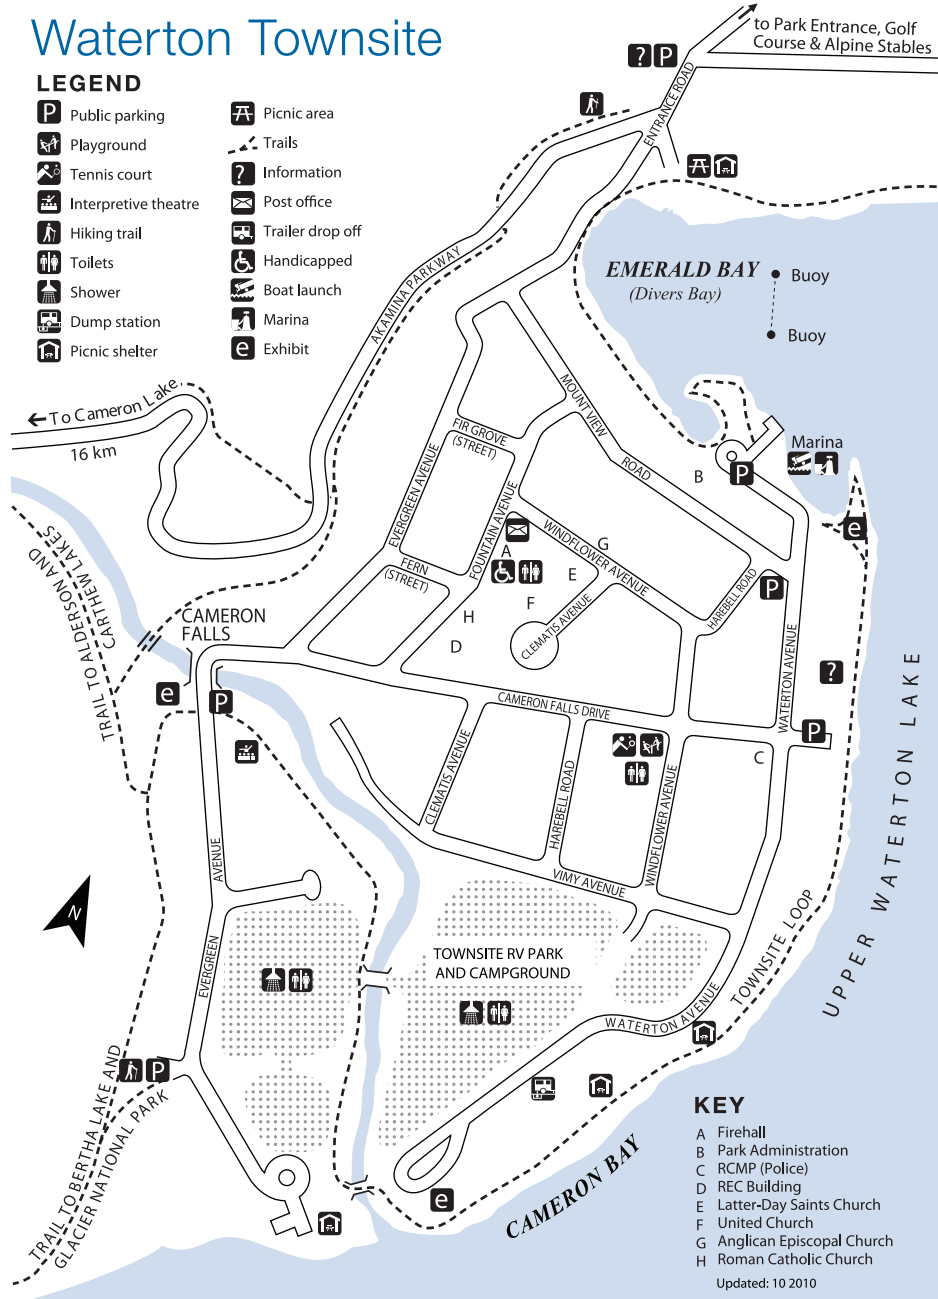 Waterton Townsite
LEGEND
P Public parking
Playground
Tennis court
Interpretive theatre
Hiking trail
Toilets
Shower
Dump station
Picnic shelter
Picnic area
Trails
? Information
Post office
Trailer drop off
Handicapped
Boat launch
Marina
e Exhibit
to Park Entrance, Golf
Course & Alpine Stables
? P
ENTRANCE ROAD
AKAMINA PARKWAY
EMERALD BAY
(Divers Bay)
Buoy
Buoy
To Cameron Lake
16 km
MOUNT VIEW
ROAD
FIR GROVE
(STREET)
EVERGREEN AVENUE
FOUNTAIN AVENUE
Marina
B
P
e
WINDFLOWER AVENUE
G
A
E
F
H
D
FERN
(STREET)
CLEMATIS AVENUE
HAREBELL ROAD
P
TRAIL TO ALDERSON AND
CARTHEW LAKES
CAMERON
FALLS
e
P
?
WATERTON AVENUE
P
C
CAMERON FALLS DRIVE
CLEMATIS AVENUE
HAREBELL ROAD
WINDFLOWER AVENUE
VIMY AVENUE
UPPER WATERTON LAKE
EVERGREEN
AVENUE
N
TOWNSITE RV PARK
AND CAMPGROUND
WATERTON AVENUE
TOWNSITE LOOP
P
TRAIL TO BERTHA LAKE AND
GLACIER NATIONAL PARK
e
CAMERON BAY
KEY
A Firehall
B Park Administration
C RCMP (Police)
D REC Building
E Latter-Day Saints Church
F United Church
G Anglican Episcopal Church
H Roman Catholic Church
Updated: 10 2010